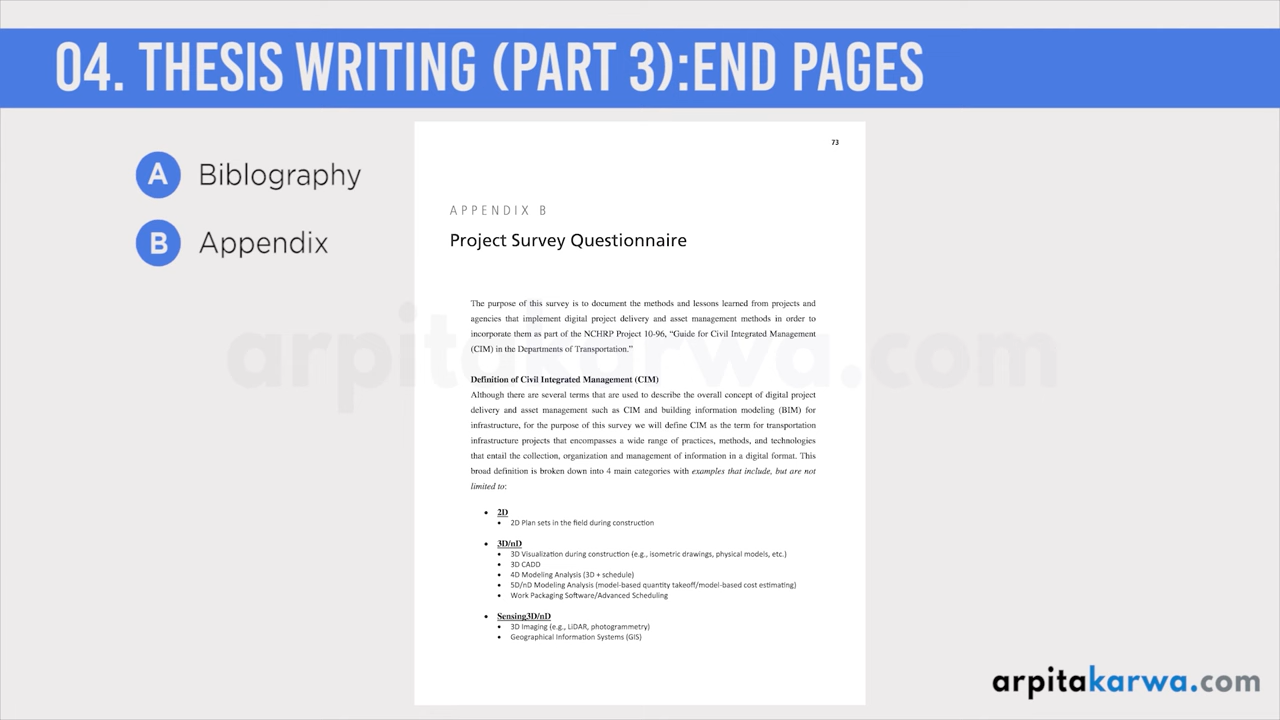 04. THESIS WRITING (PART 3):END PAGES
A Biblography
B Appendix
73
APPENDIX B
Project Survey Questionnaire
The purpose of this survey is to document the methods and lessons learned from projects and
agencies that implement digital project delivery and asset management methods in order to
incorporate them as part of the NCHRP Project 10-96, “Guide for Civil Integrated Management
(CIM) in the Departments of Transportation.”
Definition of Civil Integrated Management (CIM)
Although there are several terms that are used to describe the overall concept of digital project
delivery and asset management such as CIM and building information modeling (BIM) for
infrastructure, for the purpose of this survey we will define CIM as the term for transportation
infrastructure projects that encompasses a wide range of practices, methods, and technologies
that entail the collection, organization and management of information in a digital format. This
broad definition is broken down into 4 main categories with examples that include, but are not
limited to:
• 2D
• 2D Plan sets in the field during construction
• 3D/nD
• 3D Visualization during construction (e.g., isometric drawings, physical models, etc.)
• 3D CADD
• 4D Modeling Analysis (3D + schedule)
• 5D/nD Modeling Analysis (model-based quantity takeoff/model-based cost estimating)
• Work Packaging Software/Advanced Scheduling
• Sensing3D/nD
• 3D Imaging (e.g., LiDAR, photogrammetry)
• Geographical Information Systems (GIS)
arpitakarwa.com
arpitakarwa.com